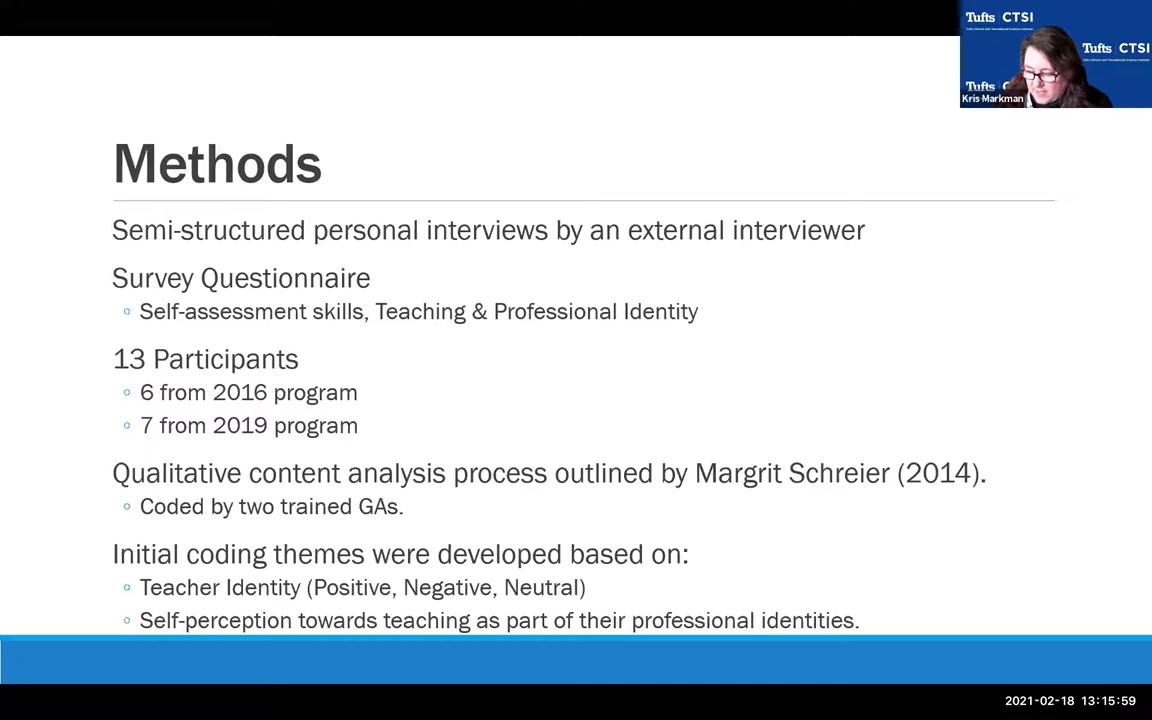 Tufts CTSI
Tufts CTSI
Tufts
Kris Markman
Methods
Semi-structured personal interviews by an external interviewer
Survey Questionnaire
◦ Self-assessment skills, Teaching & Professional Identity
13 Participants
◦ 6 from 2016 program
◦ 7 from 2019 program
Qualitative content analysis process outlined by Margrit Schreier (2014).
◦ Coded by two trained GAs.
Initial coding themes were developed based on:
◦ Teacher Identity (Positive, Negative, Neutral)
◦ Self-perception towards teaching as part of their professional identities.
2021-02-18 13:15:59